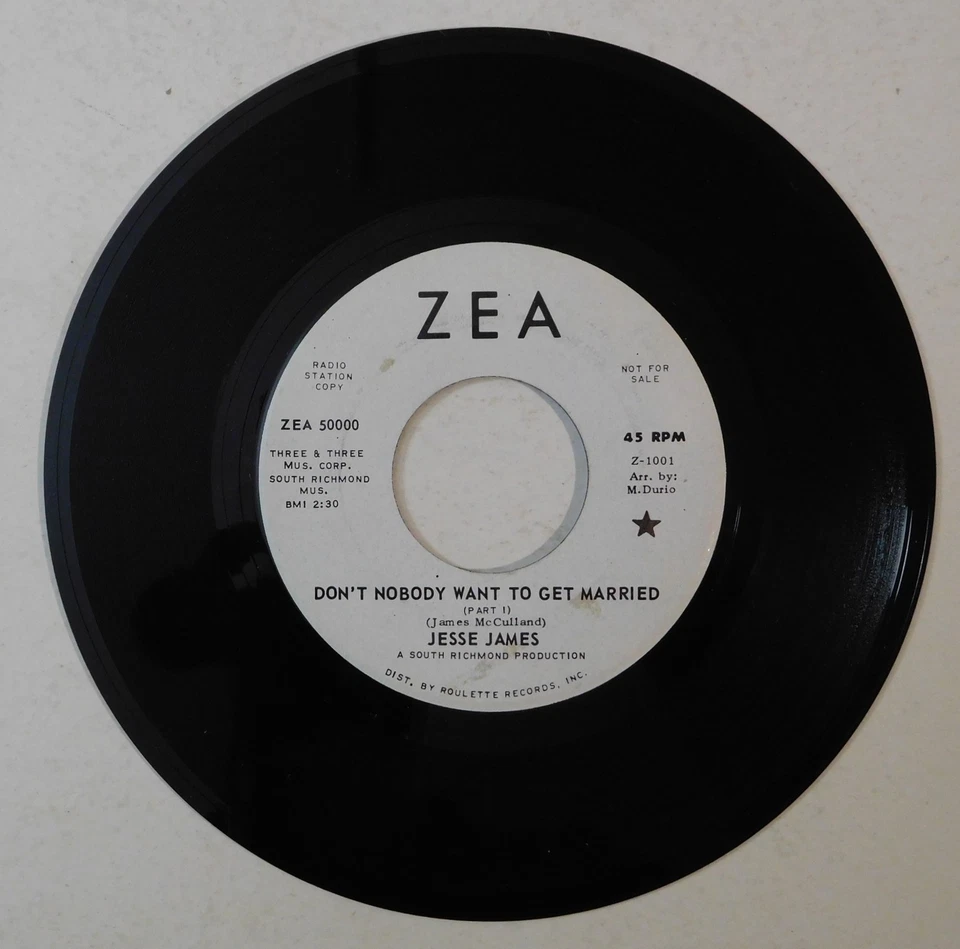 ZEA
RADIO
STATION
COPY
NOT FOR
SALE
ZEA 50000
THREE & THREE
MUS. CORP.
SOUTH RICHMOND
MUS.
BMI 2:30
45 RPM
Z-1001
Arr. by:
M.Durio
DON'T NOBODY WANT TO GET MARRIED
(PART I)
(James McCulland)
JESSE JAMES
A SOUTH RICHMOND PRODUCTION
DIST. BY ROULETTE RECORDS, INC.